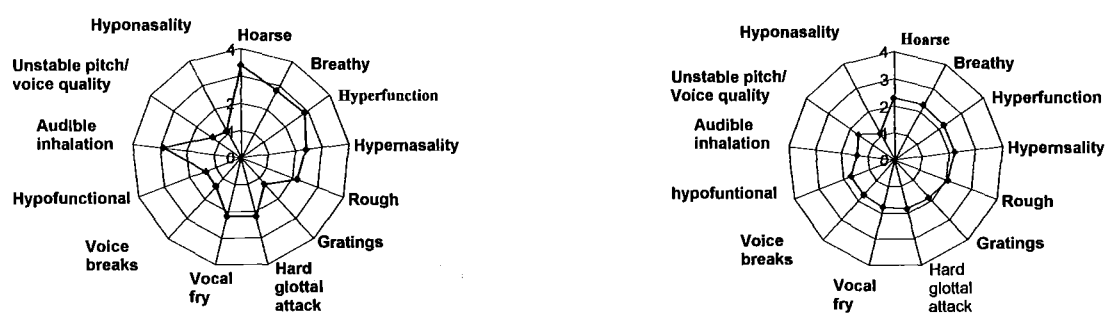 Hyponasality
4
Hoarse
Breathy
Unstable pitch/
voice quality
Hyperfunction
2
Audible
inhalation
1
0
Hypernasality
Hypofunctional
Rough
Voice
breaks
Gratings
Vocal
fry
Hard
glottal
attack
Hyponasality
4
Hoarse
Breathy
3
Unstable pitch/
Voice quality
Hyperfunction
2
Audible
inhalation
1
0
Hypernsality
hypofuntional
Rough
Voice
breaks
Gratings
Vocal
fry
Hard
glottal
attack